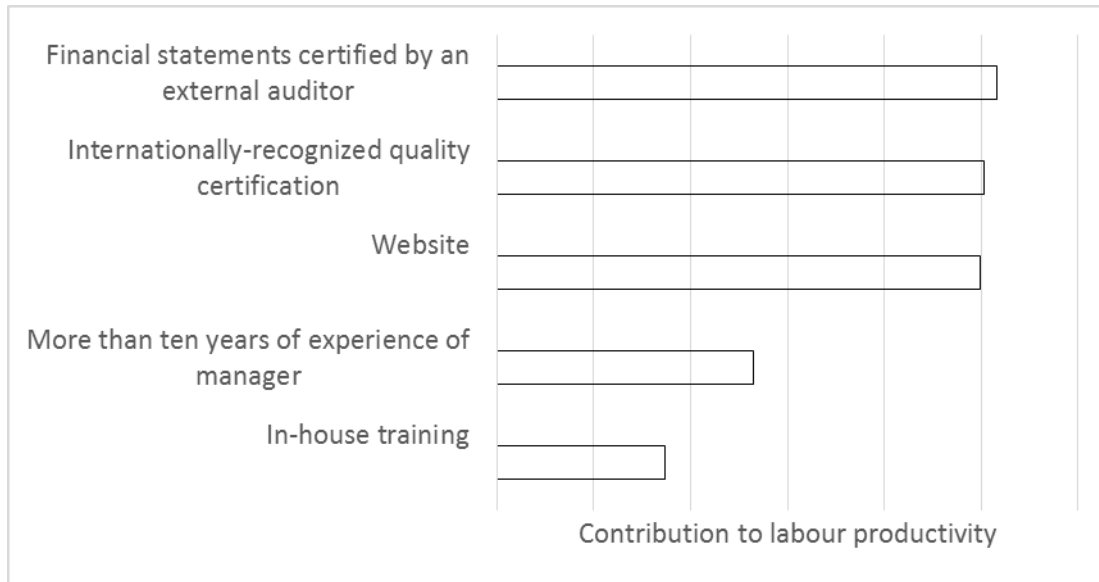 Financial statements certified by an
external auditor
Internationally-recognized quality
certification
Website
More than ten years of experience of
manager
In-house training
Contribution to labour productivity